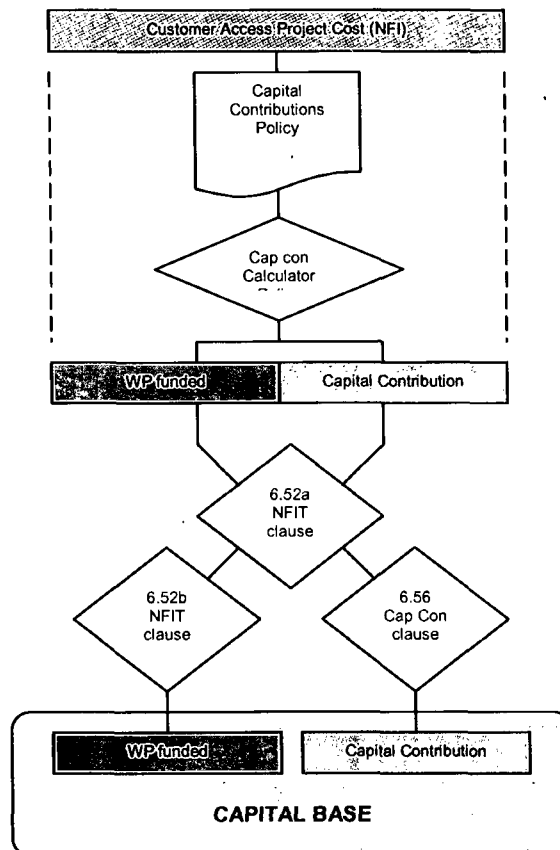 Customer Access Project Cost (NFI)
Capital
Contributions
Policy
Cap con
Calculator
WP funded
Capital Contribution
6.52a
NFIT
clause
6.52b
NFIT
clause
6.56
Cap Con
clause
WP funded
Capital Contribution
CAPITAL BASE